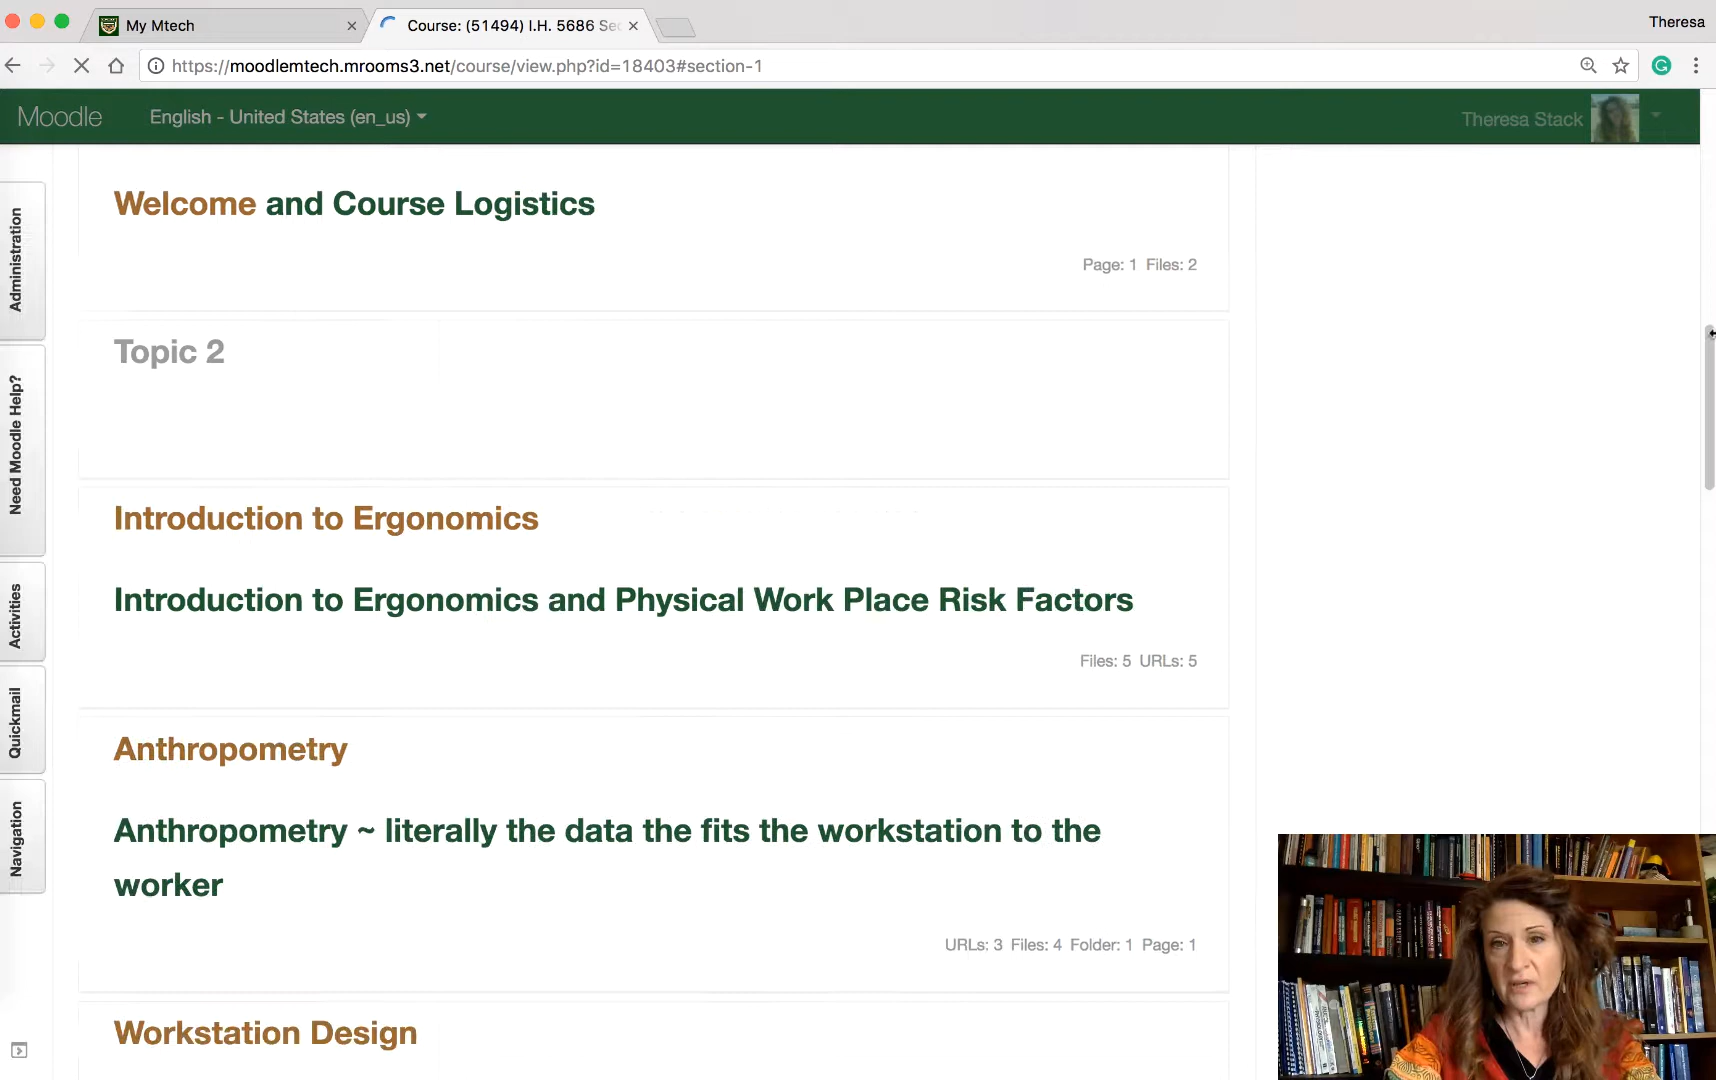 My Mtech
Course: (51494) I.H. 5686 Sec
Theresa
https://moodlemtech.mrooms3.net/course/view.php?id=18403#section-1
Moodle
English - United States (en_us)
Theresa Stack
Administration
Need Moodle Help?
Activities
Quickmail
Navigation
Welcome and Course Logistics
Page: 1 Files: 2
Topic 2
Introduction to Ergonomics
Introduction to Ergonomics and Physical Work Place Risk Factors
Files: 5 URLs: 5
Anthropometry
Anthropometry ~ literally the data the fits the workstation to the
worker
URLs: 3 Files: 4 Folder: 1 Page: 1
Workstation Design